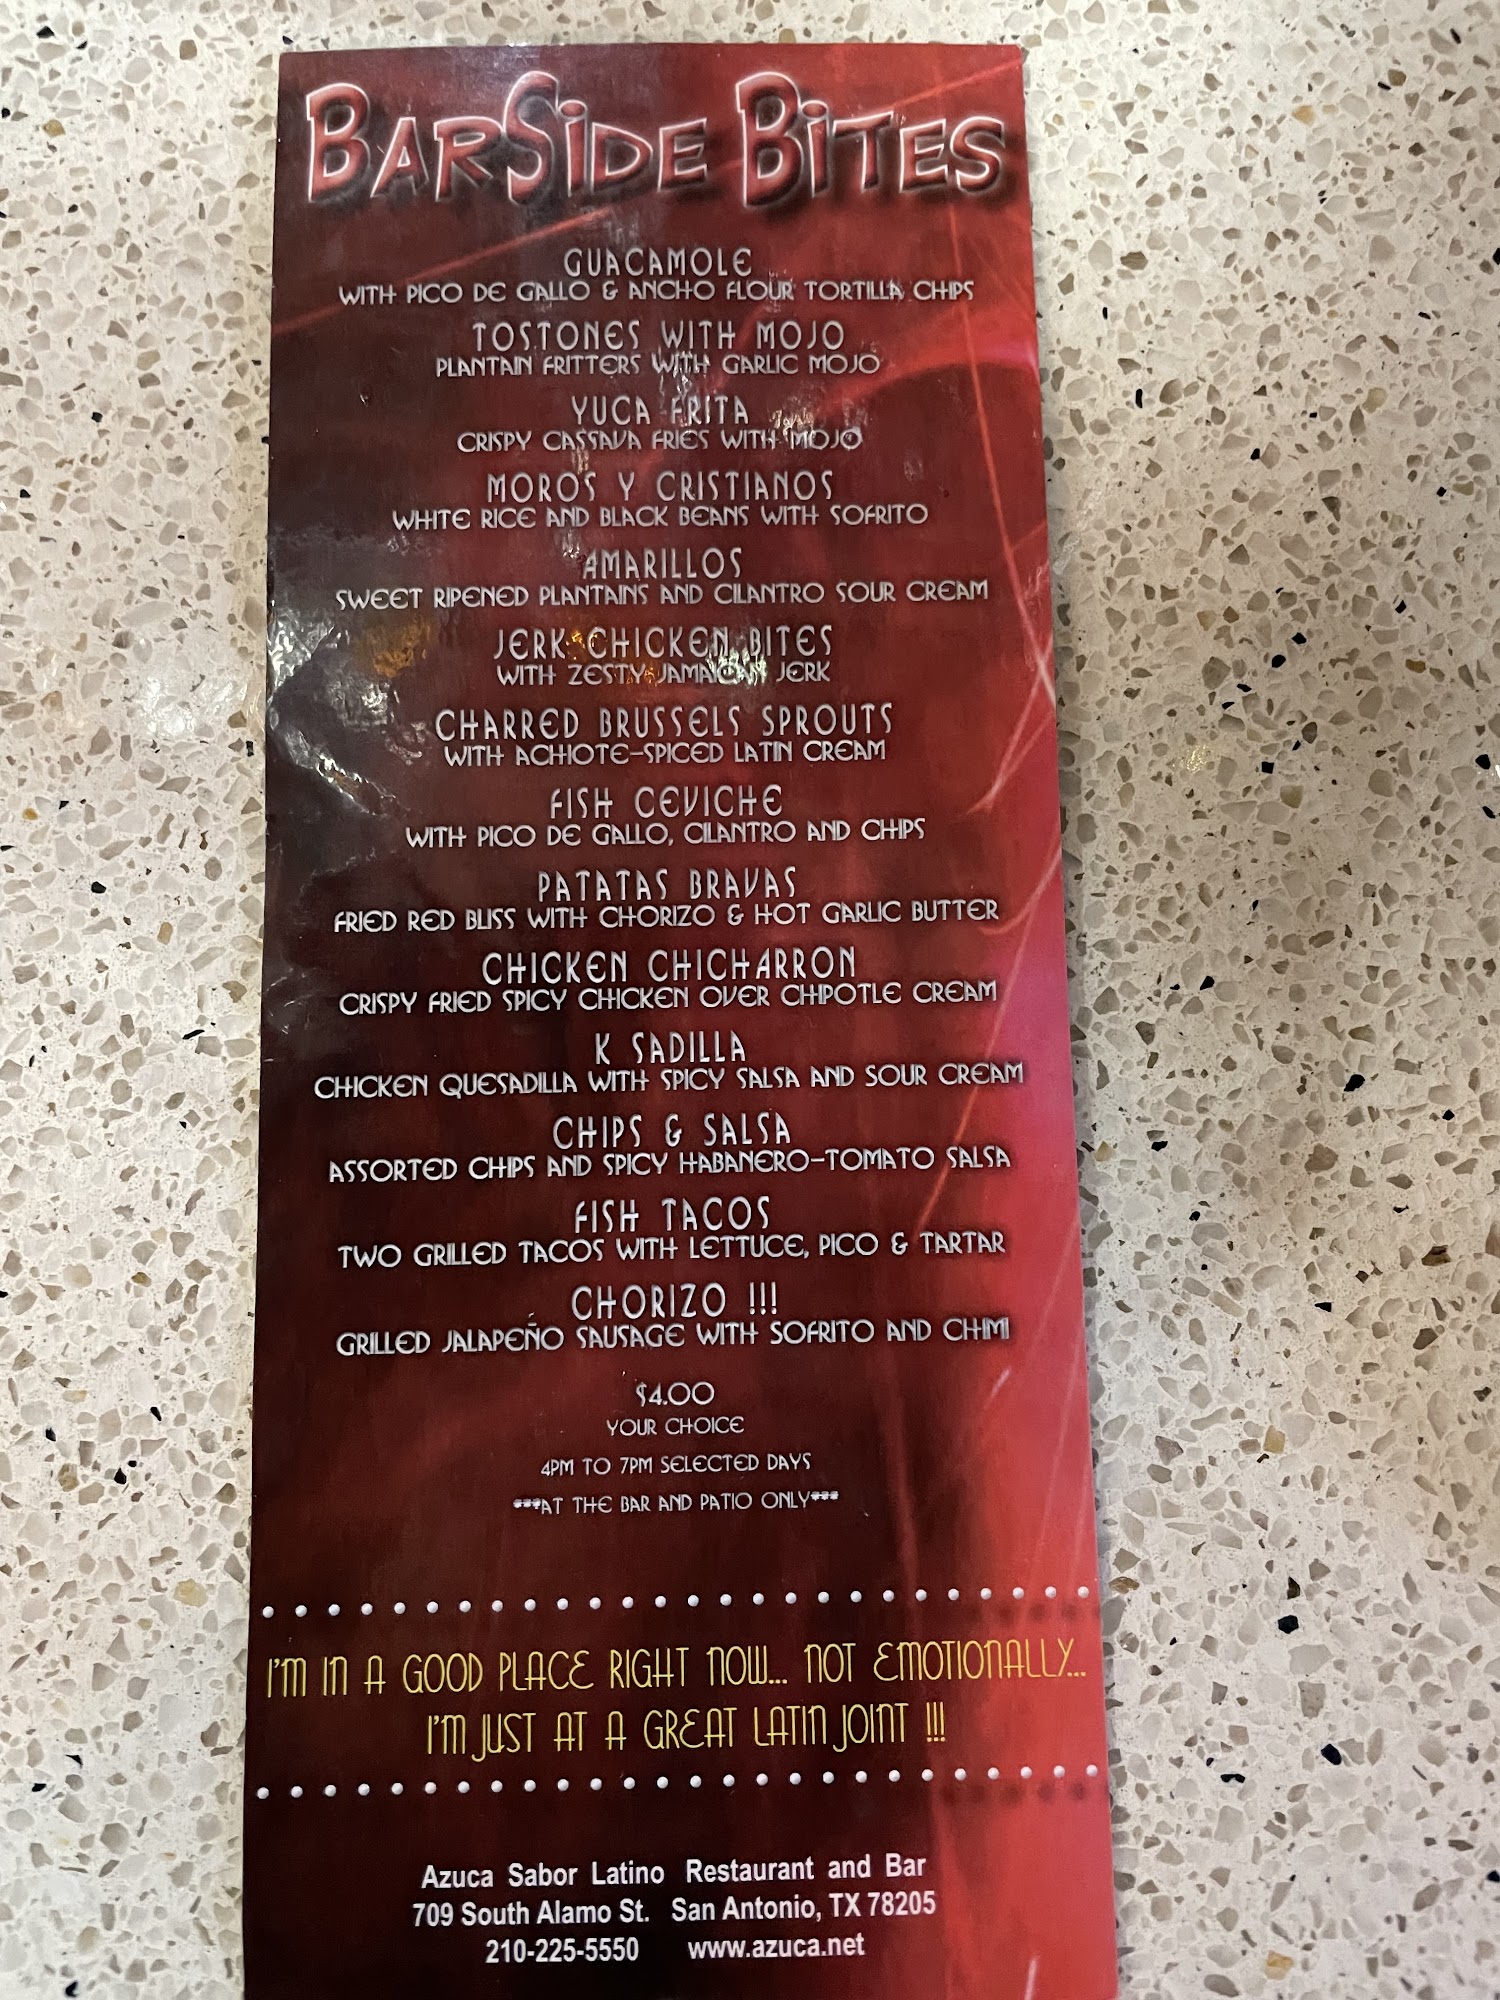 BarSide Bites
GUACAMOLE
WITH PICO DE GALLO & ANCHO FLOUR TORTILLA CHIPS
TOSTONES WITH MOJO
PLANTAIN FRITTERS WITH GARLIC MOJO
YUCA FRITA
CRISPY CASSAVA FRIES WITH MOJO
MOROS Y CRISTIANOS
WHITE RICE AND BLACK BEANS WITH SOFRITO
AMARILLOS
SWEET RIPENED PLANTAINS AND CILANTRO SOUR CREAM
JERK CHICKEN BITES
WITH ZESTY JAMAICAN JERK
CHARRED BRUSSELS SPROUTS
WITH ACHIOTE-SPICED LATIN CREAM
FISH CEVICHE
WITH PICO DE GALLO, CILANTRO AND CHIPS
PATATAS BRAVAS
FRIED RED BLISS WITH CHORIZO & HOT GARLIC BUTTER
CHICKEN CHICHARRON
CRISPY FRIED SPICY CHICKEN OVER CHIPOTLE CREAM
K SADILLA
CHICKEN QUESADILLA WITH SPICY SALSA AND SOUR CREAM
CHIPS & SALSA
ASSORTED CHIPS AND SPICY HABANERO-TOMATO SALSA
FISH TACOS
TWO GRILLED TACOS WITH LETTUCE, PICO & TARTAR
CHORIZO !!!
GRILLED JALAPEÑO SAUSAGE WITH SOFRITO AND CHIMI
$4.00
YOUR CHOICE
4PM TO 7PM SELECTED DAYS
***AT THE BAR AND PATIO ONLY***
I'M IN A GOOD PLACE RIGHT NOW... NOT EMOTIONALLY...
I'M JUST AT A GREAT LATIN JOINT !!!
Azuca Sabor Latino Restaurant and Bar
709 South Alamo St. San Antonio, TX 78205
210-225-5550 www.azuca.net